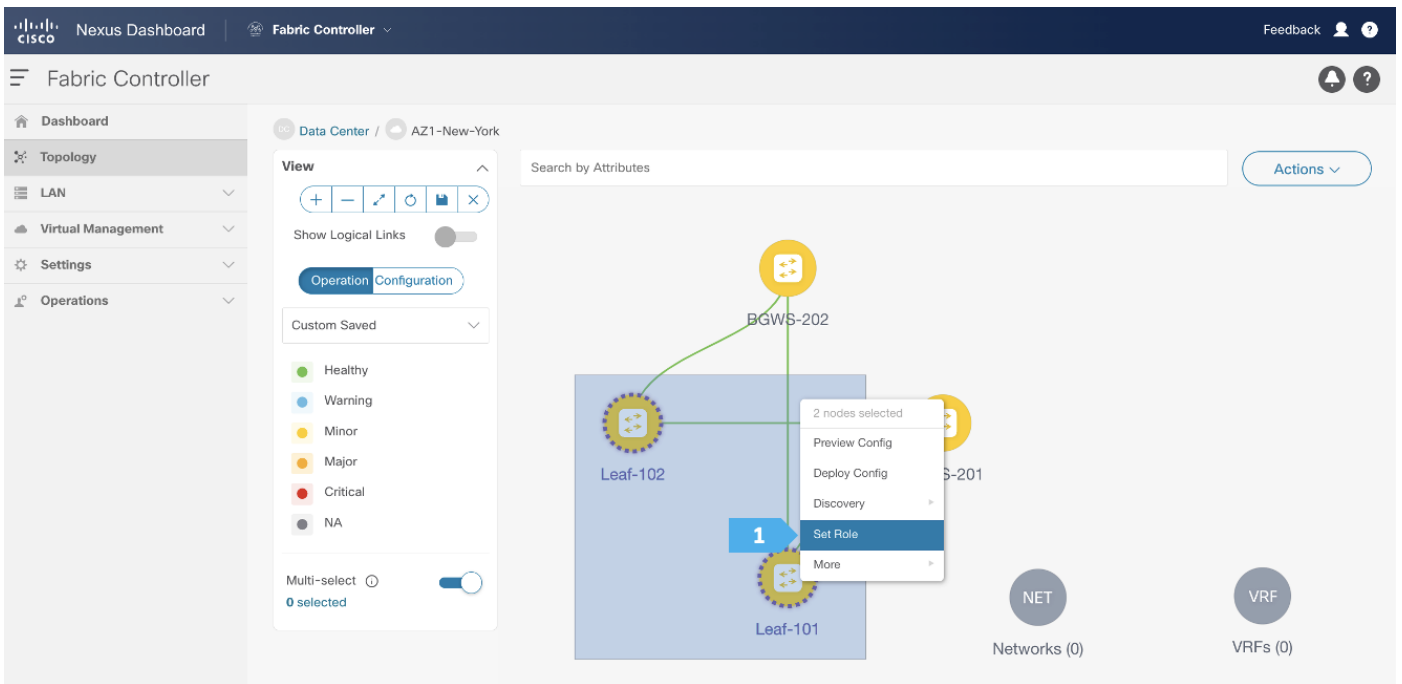 cisco Nexus Dashboard Fabric Controller Feedback ?
Fabric Controller ?
Dashboard
Topology
LAN
Virtual Management
Settings
Operations
DC Data Center / AZ1-New-York
View
+ −
Show Logical Links
Operation Configuration
Custom Saved
Healthy
Warning
Minor
Major
Critical
NA
Multi-select i
0 selected
Search by Attributes
Actions
BGWS-202
Leaf-102
S-201
2 nodes selected
Preview Config
Deploy Config
Discovery
1 Set Role
More
Leaf-101
NET
Networks (0)
VRF
VRFs (0)